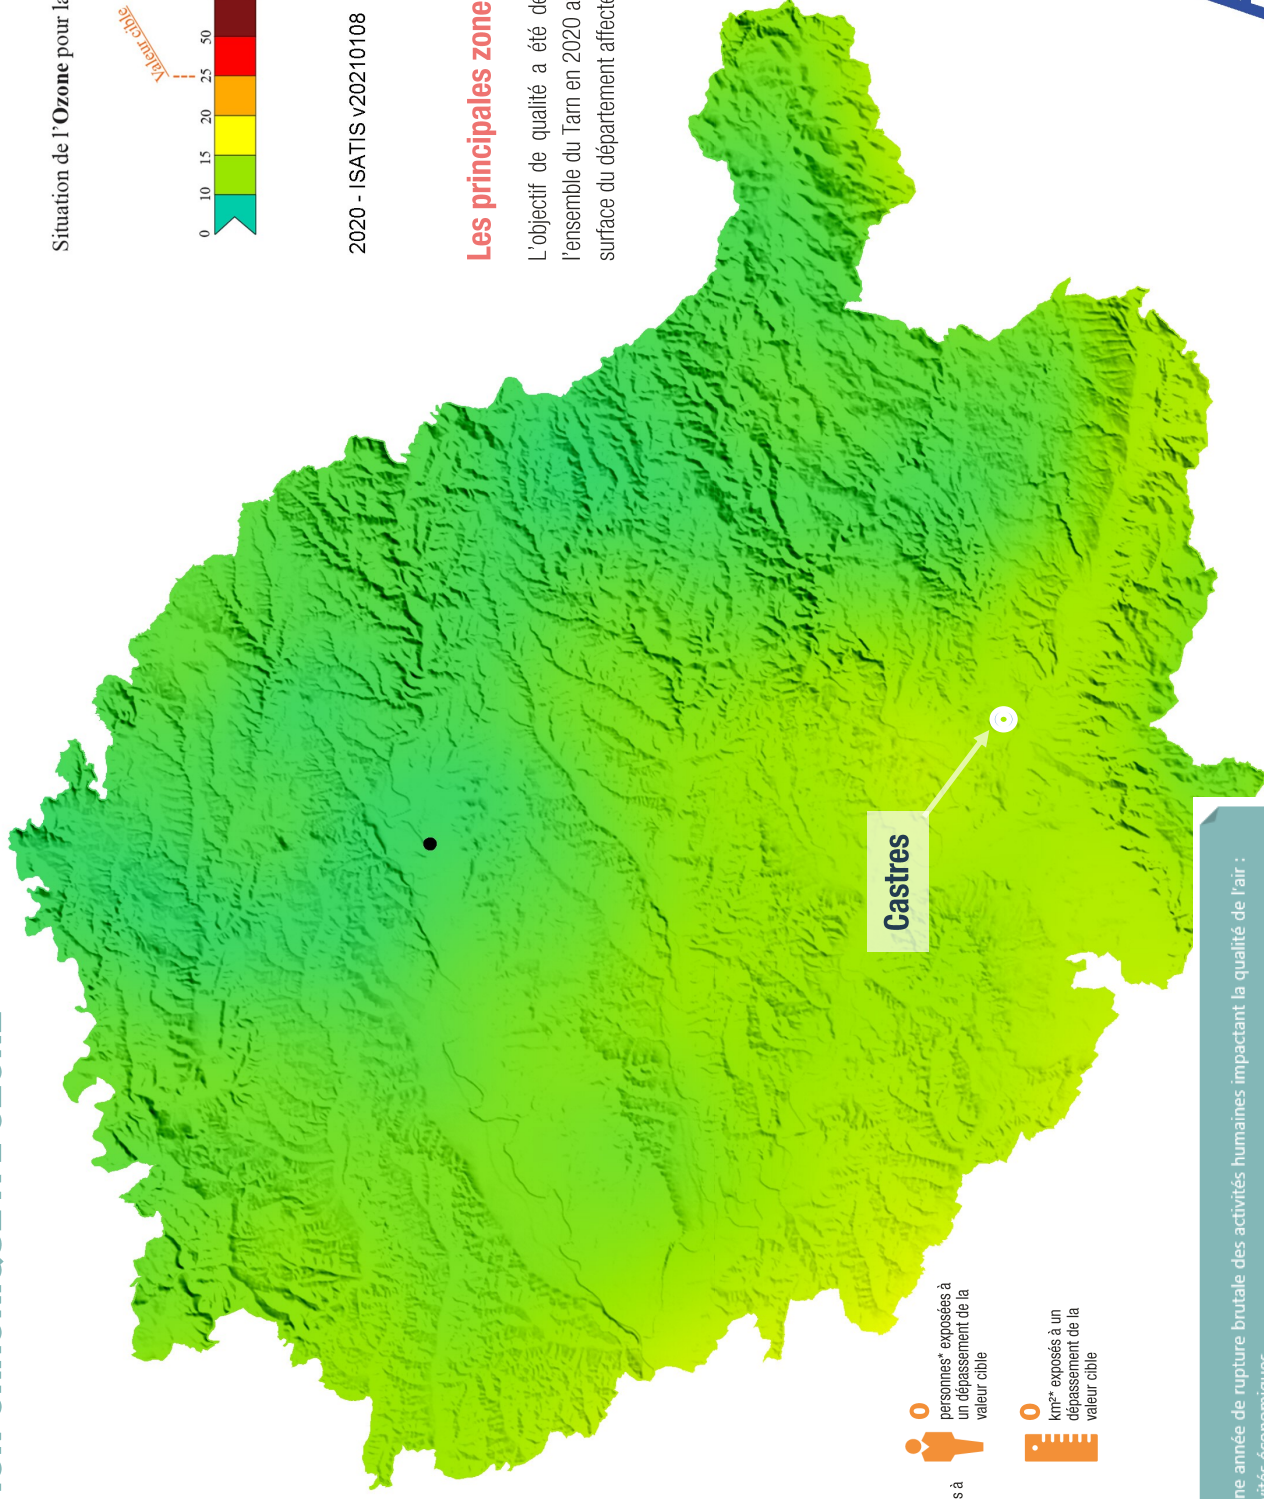 Situation de l'Ozone pour la
Valeur cible
0 10 15 20 25 50
2020 - ISATIS v20210108
Les principales zone
L'objectif de qualité a été dé
l'ensemble du Tarn en 2020 a
surface du département affecté
Castres
0
personnes* exposées à
un dépassement de la
valeur cible
0
km²* exposés à un
dépassement de la
valeur cible
s à
ne année de rupture brutale des activités humaines impactant la qualité de l'air :